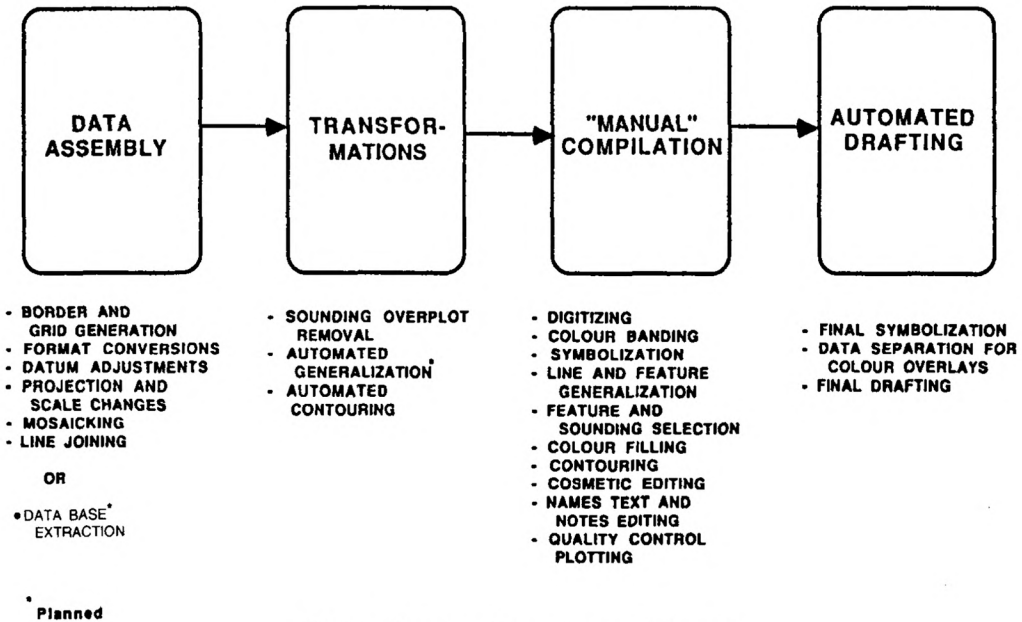 DATA
ASSEMBLY
TRANSFOR-
MATIONS
"MANUAL"
COMPILATION
AUTOMATED
DRAFTING
- BORDER AND
GRID GENERATION
- FORMAT CONVERSIONS
- DATUM ADJUSTMENTS
- PROJECTION AND
SCALE CHANGES
- MOSAICKING
- LINE JOINING
OR
• DATA BASE*
EXTRACTION
* Planned
- SOUNDING OVERPLOT
REMOVAL
- AUTOMATED
GENERALIZATION*
- AUTOMATED
CONTOURING
- DIGITIZING
- COLOUR BANDING
- SYMBOLIZATION
- LINE AND FEATURE
GENERALIZATION
- FEATURE AND
SOUNDING SELECTION
- COLOUR FILLING
- CONTOURING
- COSMETIC EDITING
- NAMES TEXT AND
NOTES EDITING
- QUALITY CONTROL
PLOTTING
- FINAL SYMBOLIZATION
- DATA SEPARATION FOR
COLOUR OVERLAYS
- FINAL DRAFTING